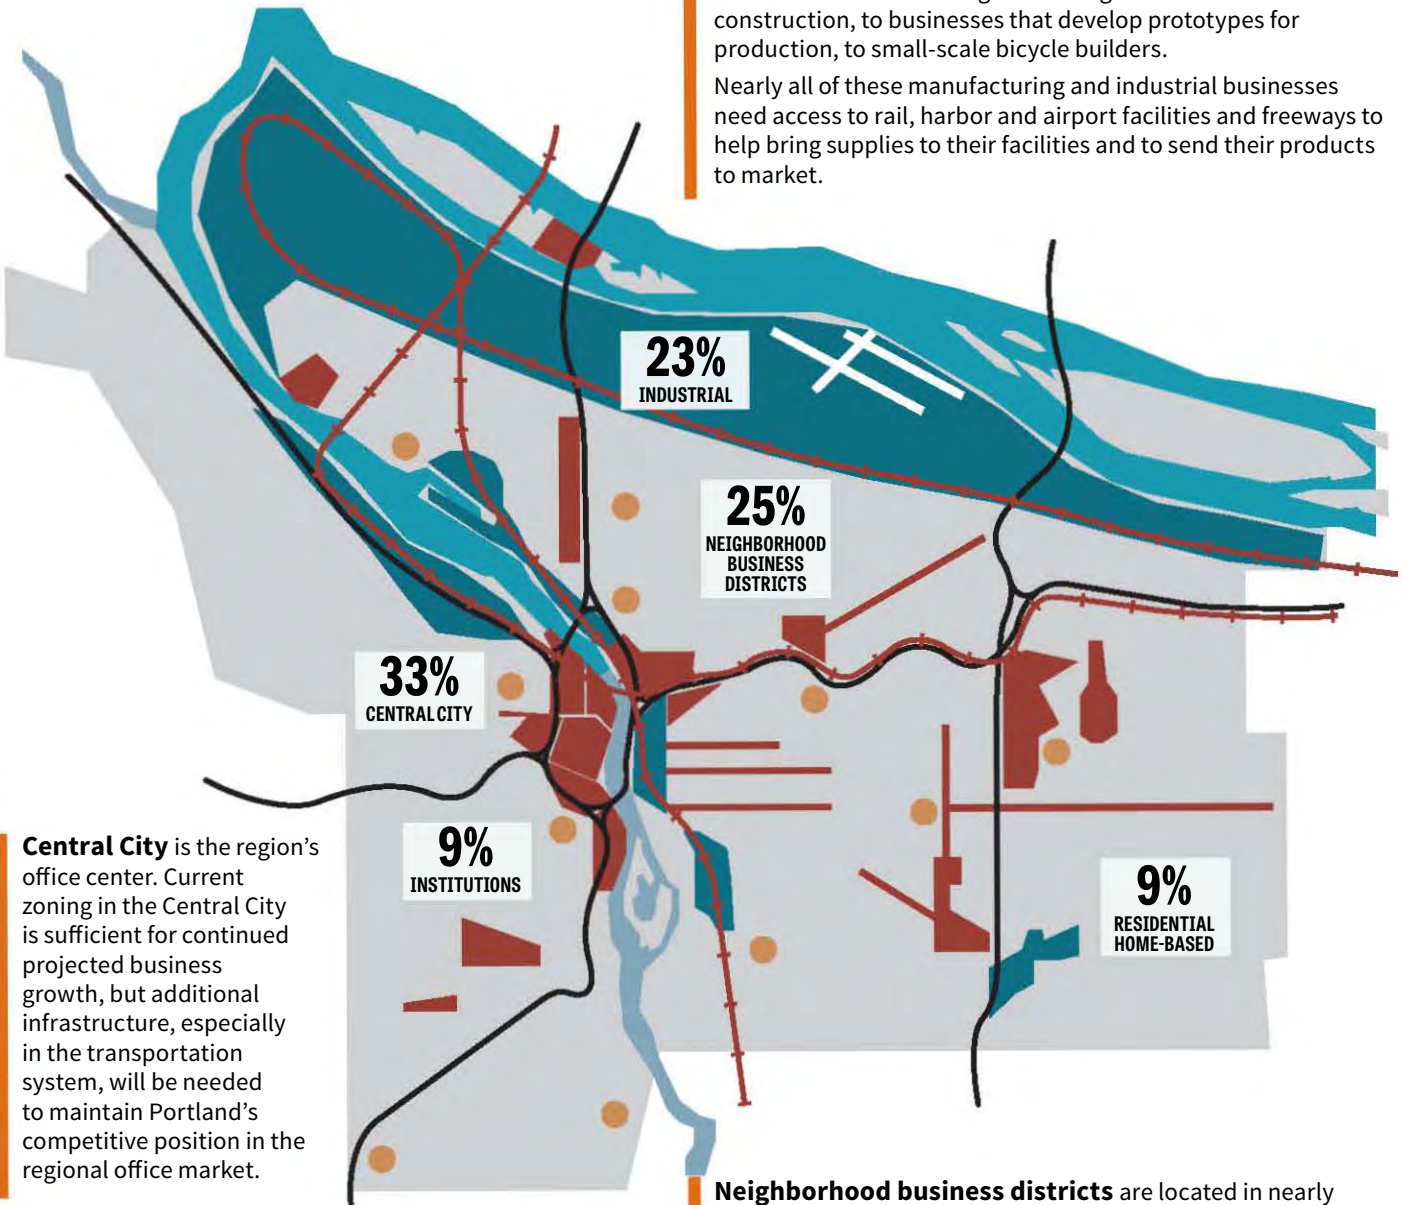 construction, to businesses that develop prototypes for
production, to small-scale bicycle builders.
Nearly all of these manufacturing and industrial businesses
need access to rail, harbor and airport facilities and freeways to
help bring supplies to their facilities and to send their products
to market.
23%
INDUSTRIAL
25%
NEIGHBORHOOD
BUSINESS
DISTRICTS
33%
CENTRAL CITY
9%
INSTITUTIONS
9%
RESIDENTIAL
HOME-BASED
Central City is the region’s
office center. Current
zoning in the Central City
is sufficient for continued
projected business
growth, but additional
infrastructure, especially
in the transportation
system, will be needed
to maintain Portland’s
competitive position in the
regional office market.
Neighborhood business districts are located in nearly